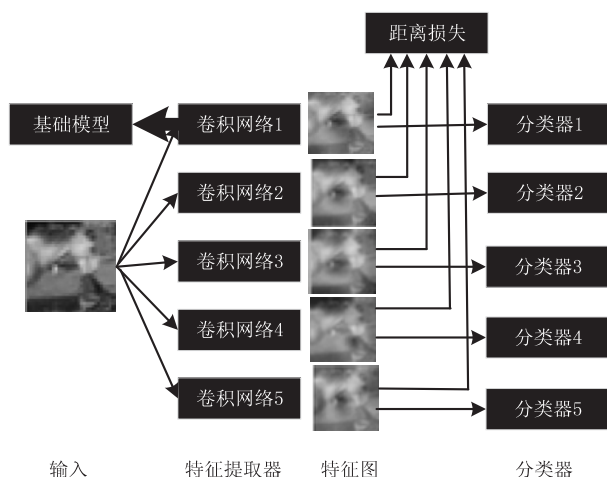 距离损失
基础模型
卷积网络1
分类器1
卷积网络2
分类器2
卷积网络3
分类器3
卷积网络4
分类器4
卷积网络5
分类器5
输入
特征提取器
特征图
分类器